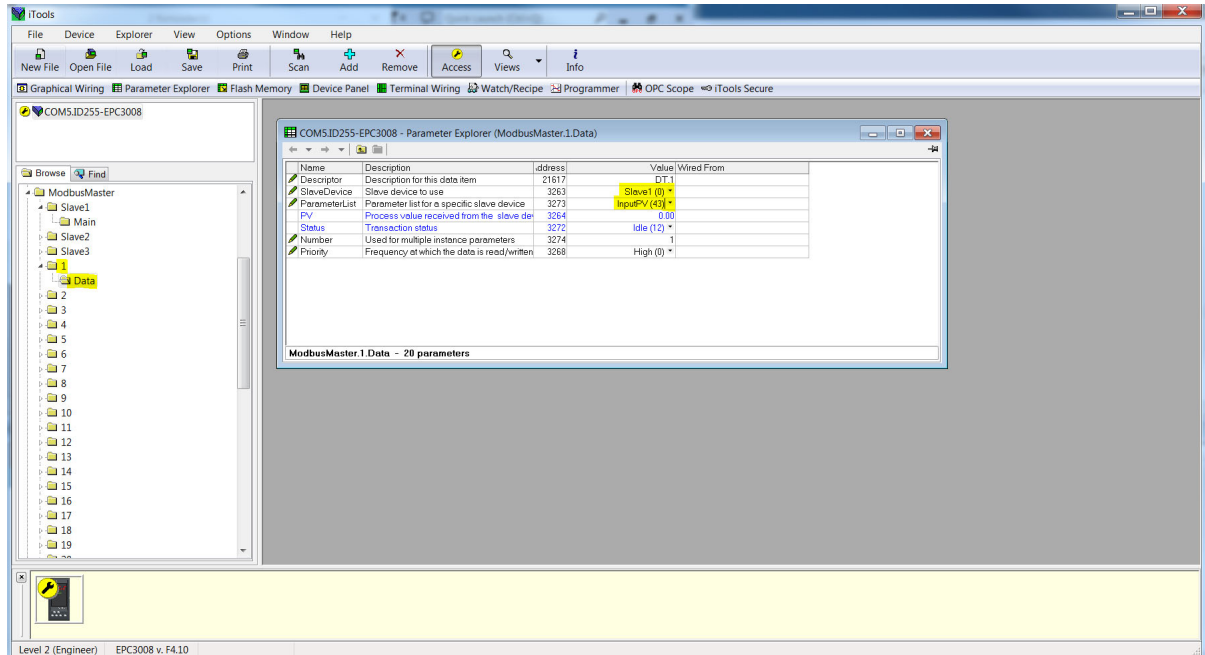 iTools
File Device Explorer View Options Window Help
New File Open File Load Save Print Scan Add Remove Access Views Info
Graphical Wiring Parameter Explorer Flash Memory Device Panel Terminal Wiring Watch/Recipe Programmer OPC Scope iTools Secure
COM5.ID255-EPC3008
Browse Find
ModbusMaster
Slave1
Main
Slave2
Slave3
1
Data
2
3
4
5
6
7
8
9
10
11
12
13
14
15
16
17
18
19
COM5.ID255-EPC3008 - Parameter Explorer (ModbusMaster.1.Data)
Name Description ddress Value Wired From
Descriptor Description for this data item 21617 DT.1
SlaveDevice Slave device to use 3263 Slave1 (0)
ParameterList Parameter list for a specific slave device 3273 InputPV (43)
PV Process value received from the slave de 3264 0.00
Status Transaction status 3272 Idle (12)
Number Used for multiple instance parameters 3274 1
Priority Frequency at which the data is read/written 3268 High (0)
ModbusMaster.1.Data - 20 parameters
Level 2 (Engineer) EPC3008 v. F4.10